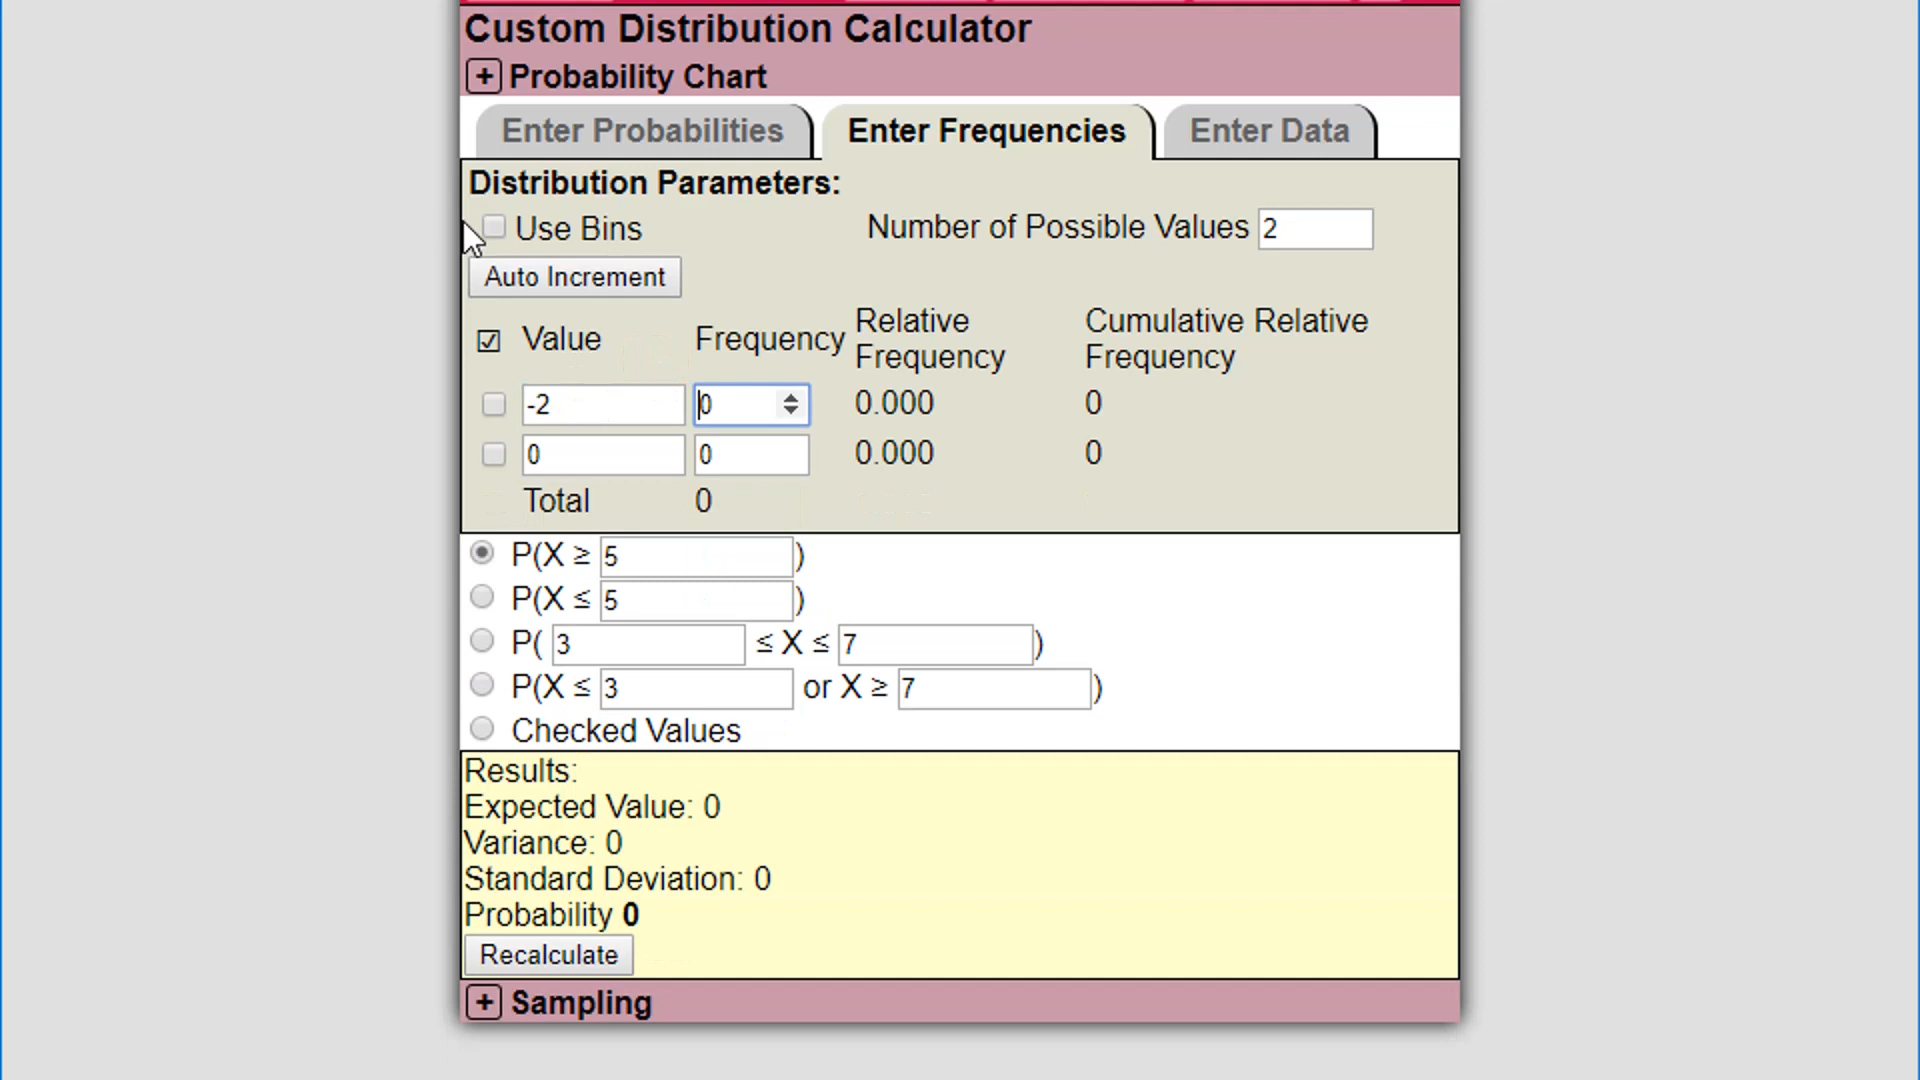 Custom Distribution Calculator
+ Probability Chart
Enter Probabilities Enter Frequencies Enter Data
Distribution Parameters:
Use Bins Number of Possible Values 2
Auto Increment
Value Frequency Relative Frequency Cumulative Relative Frequency
-2 0 0.000 0
0 0 0.000 0
Total 0
P(X ≥ 5 )
P(X ≤ 5 )
P( 3 ≤ X ≤ 7 )
P(X ≤ 3 or X ≥ 7 )
Checked Values
Results:
Expected Value: 0
Variance: 0
Standard Deviation: 0
Probability 0
Recalculate
+ Sampling